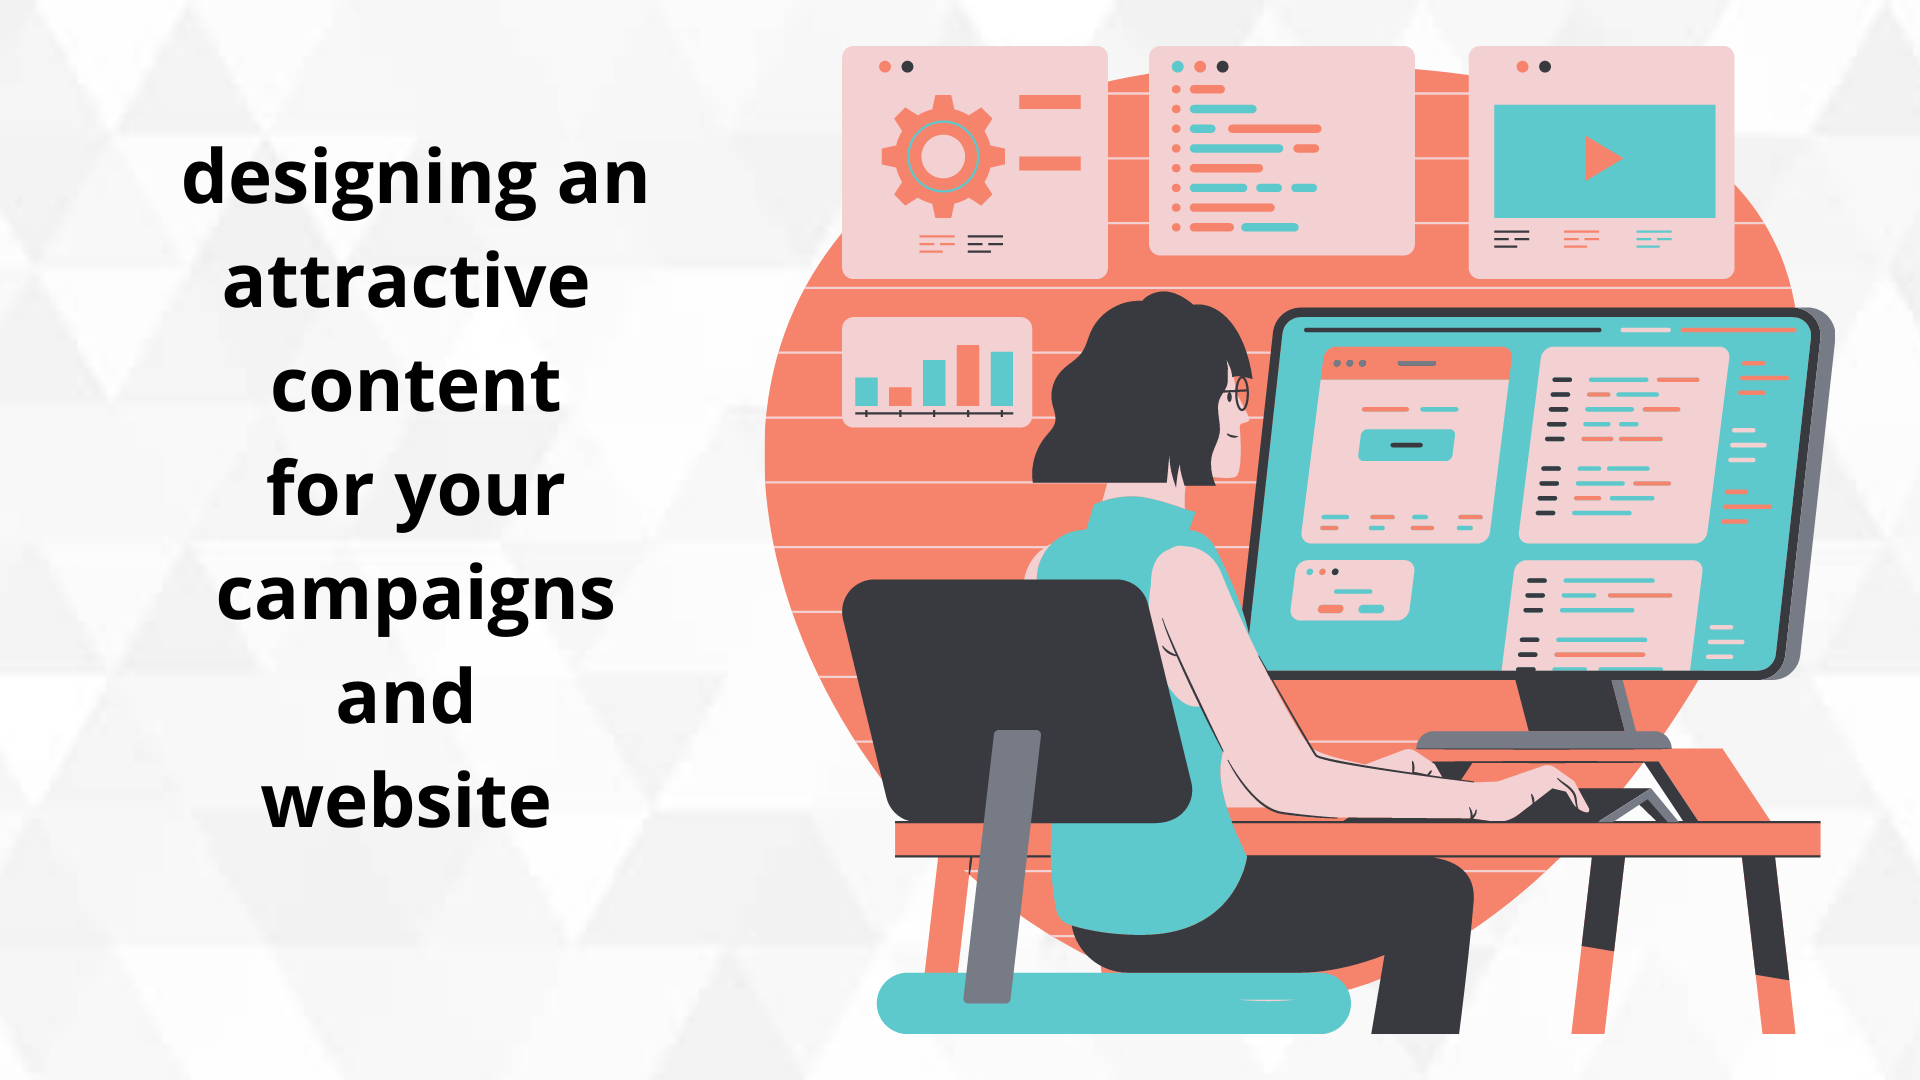 designing an
attractive
content
for your
campaigns
and
website